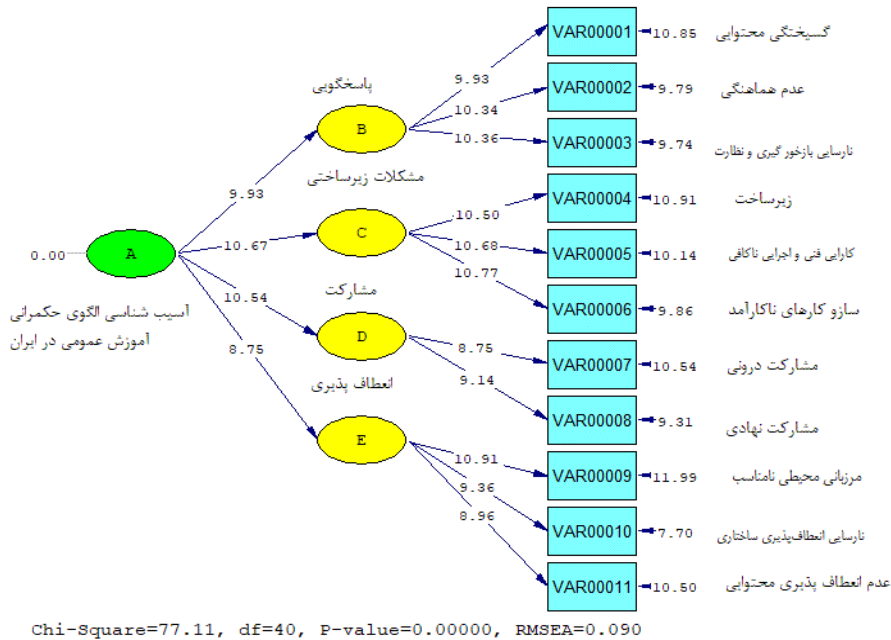 VAR00001
10.85
گسیختگی محتوایی
9.93
VAR00002
9.79
عدم هماهنگی
پاسخگویی
10.34
B
VAR00003
9.74
نارسایی بازخور گیری و نظارت
10.36
مشکلات زیرساختی
VAR00004
10.91
زیرساخت
9.93
10.50
C
0.00
A
10.67
VAR00005
10.14
کارایی فنی و اجرایی ناکافی
10.68
10.77
مشارکت
10.54
VAR00006
9.86
سازو کارهای ناکارآمد
آسیب شناسی الگوی حکمرانی
آموزش عمومی در ایران
D
8.75
8.75
VAR00007
10.54
مشارکت درونی
9.14
انعطاف پذیری
VAR00008
9.31
مشارکت نهادی
E
10.91
VAR00009
11.99
مرزبانی محیطی نامناسب
9.36
8.96
VAR00010
7.70
نارسایی انعطاف‌پذیری ساختاری
VAR00011
10.50
عدم انعطاف پذیری محتوایی
Chi-Square=77.11, df=40, P-value=0.00000, RMSEA=0.090